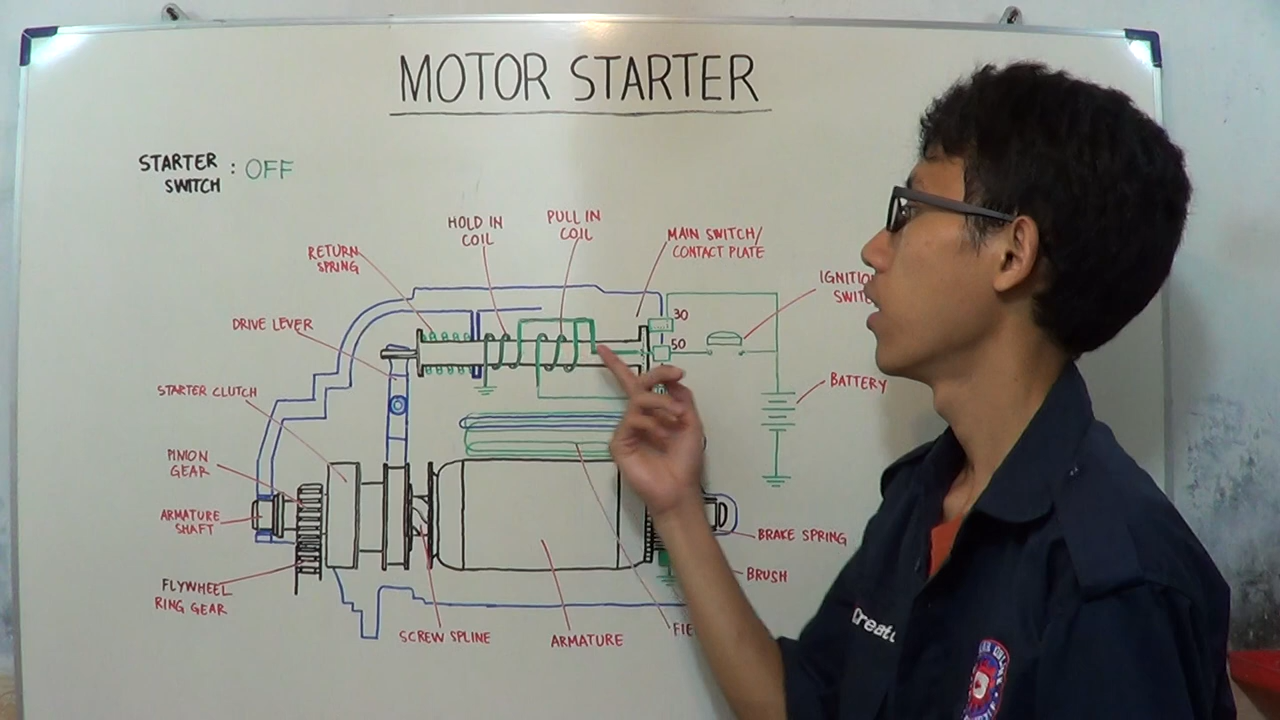 MOTOR STARTER
STARTER : OFF
SWITCH
HOLD IN
COIL
PULL IN
COIL
MAIN SWITCH/
CONTACT PLATE
RETURN
SPRING
DRIVE LEVER
30
50
STARTER CLUTCH
BATTERY
PINION
GEAR
ARMATURE
SHAFT
BRAKE SPRING
BRUSH
FLYWHEEL
RING GEAR
SCREW SPLINE
ARMATURE